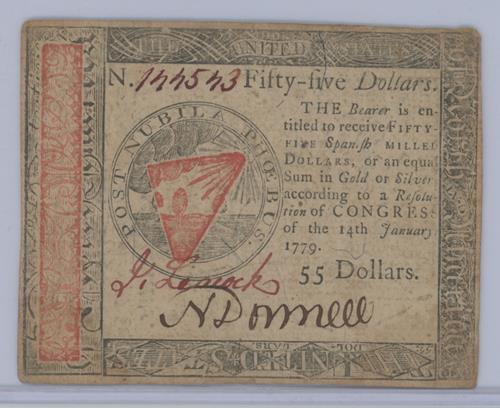 THE UNITED STATES
N. 144543 Fifty-five Dollars.
THE Bearer is en-
titled to receive FIFTY-
FIVE Spanish MILLED
DOLLARS, or an equal
Sum in Gold or Silver
according to a Resolu-
tion of CONGRESS
of the 14th January
1779.
55 Dollars.
POST NUBILA PHŒBUS.
N Donnell